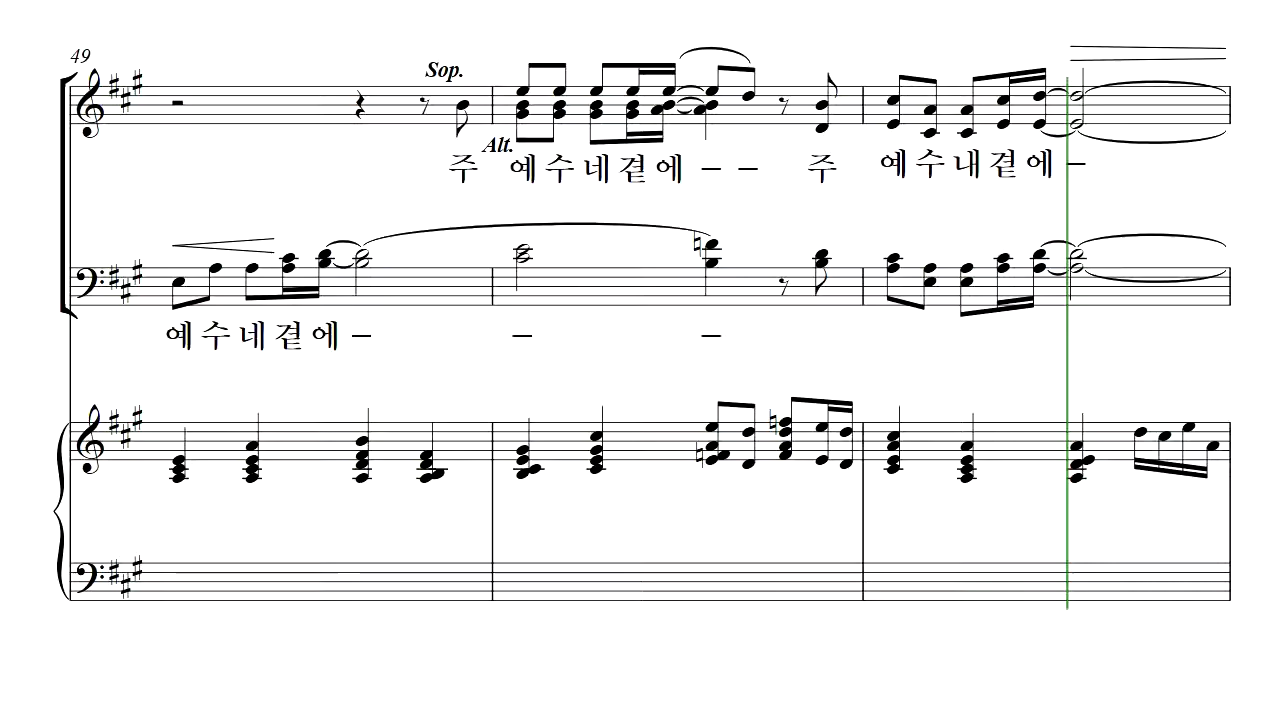 49
Sop.
Alt.
주 예 수 네 곁 에 – – 주 예 수 내 곁 에 –
예 수 네 곁 에 – – –